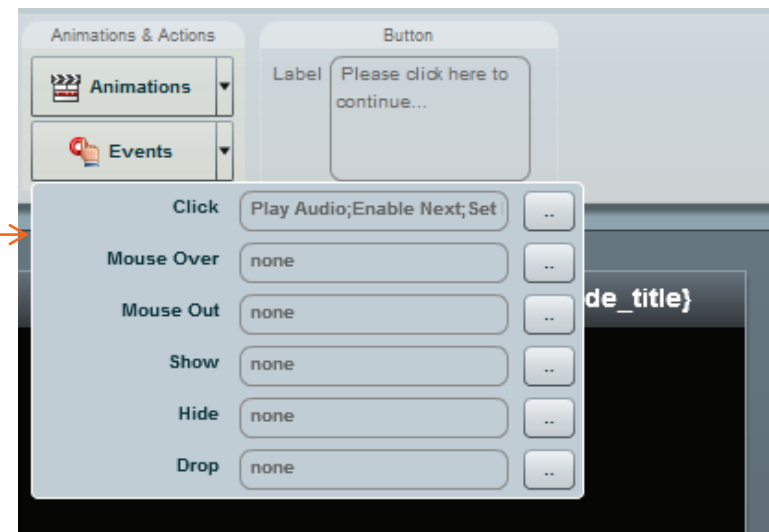 Animations & Actions
Button
Animations
Label
Please click here to
continue...
Events
Click
Play Audio;Enable Next;Set
..
Mouse Over
none
..
Mouse Out
none
..
de_title}
Show
none
..
Hide
none
..
Drop
none
..